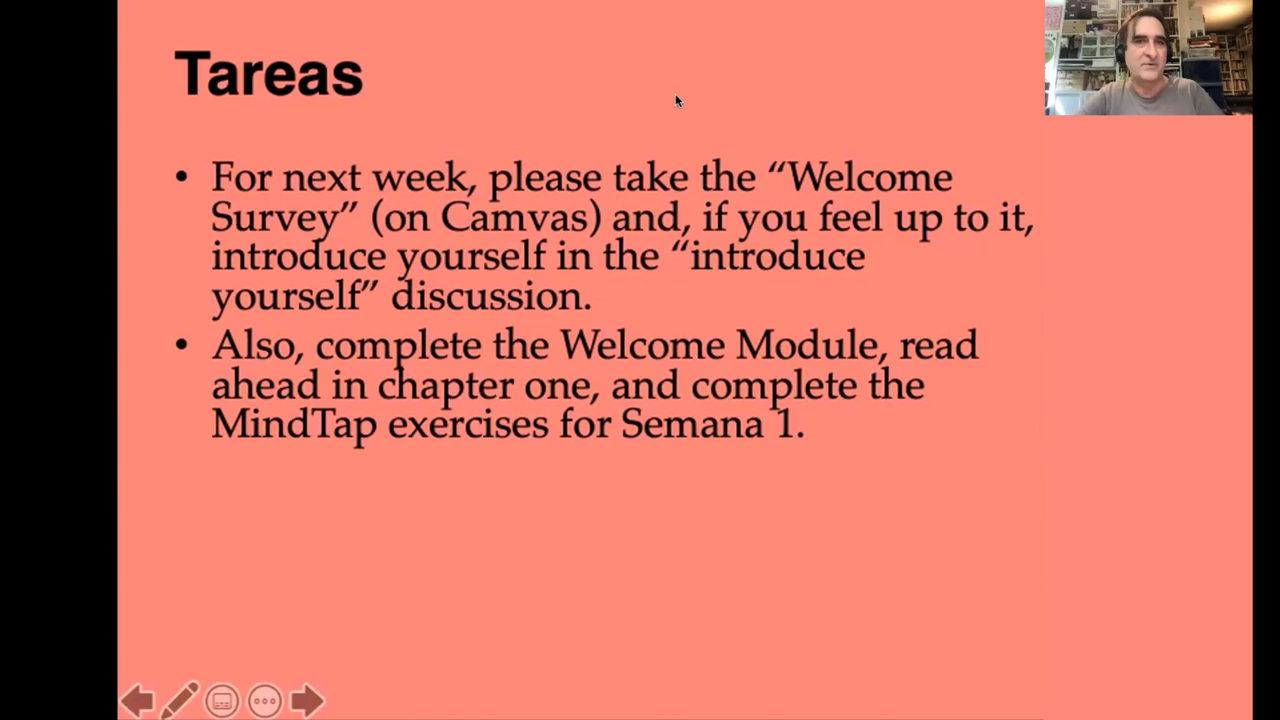 Tareas
• For next week, please take the “Welcome
Survey” (on Camvas) and, if you feel up to it,
introduce yourself in the “introduce
yourself” discussion.
• Also, complete the Welcome Module, read
ahead in chapter one, and complete the
MindTap exercises for Semana 1.